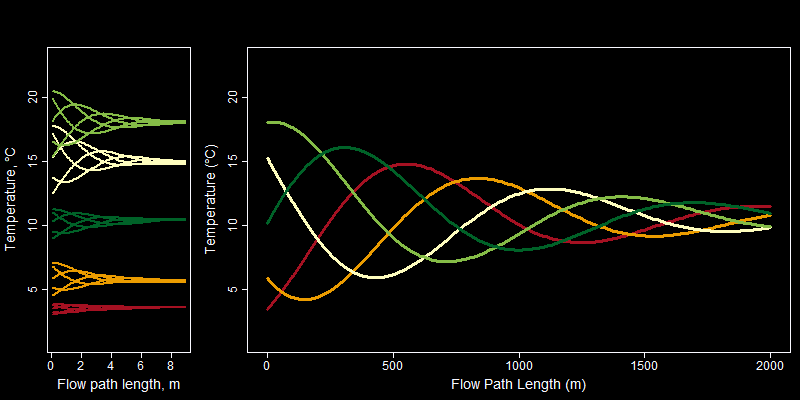 Temperature, °C
20
15
10
5
0 2 4 6 8
Flow path length, m
Temperature (°C)
20
15
10
5
0 500 1000 1500 2000
Flow Path Length (m)